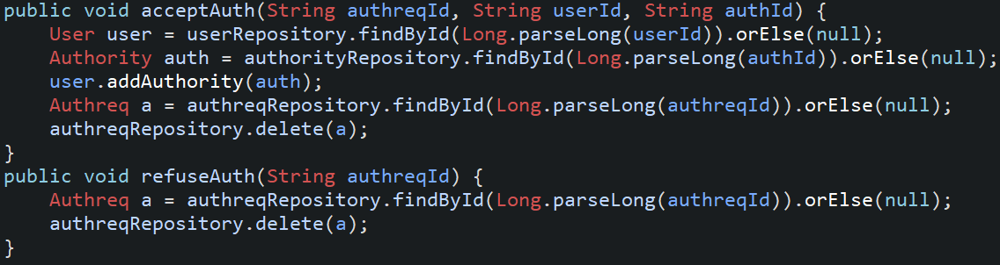 public void acceptAuth(String authreqId, String userId, String authId) {
    User user = userRepository.findById(Long.parseLong(userId)).orElse(null);
    Authority auth = authorityRepository.findById(Long.parseLong(authId)).orElse(null);
    user.addAuthority(auth);
    Authreq a = authreqRepository.findById(Long.parseLong(authreqId)).orElse(null);
    authreqRepository.delete(a);
}
public void refuseAuth(String authreqId) {
    Authreq a = authreqRepository.findById(Long.parseLong(authreqId)).orElse(null);
    authreqRepository.delete(a);
}